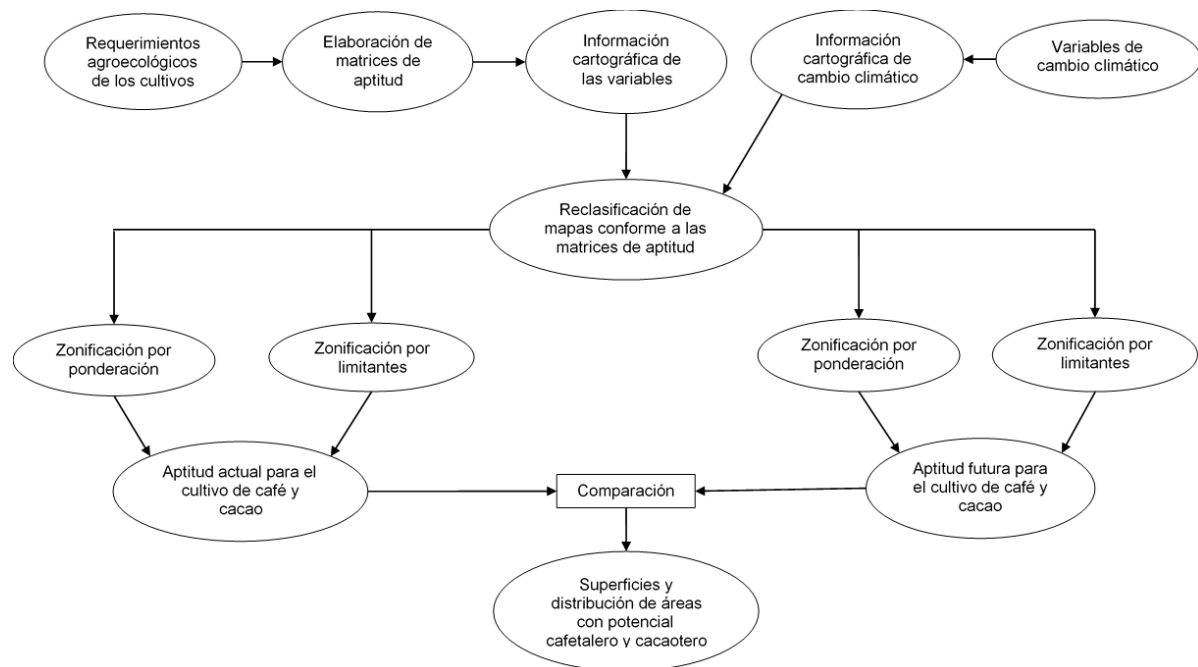 Requerimientos
agroecológicos
de los cultivos
Elaboración de
matrices de
aptitud
Información
cartográfica de
las variables
Información
cartográfica de
cambio climático
Variables de
cambio climático
Reclasificación de
mapas conforme a las
matrices de aptitud
Zonificación por
ponderación
Zonificación por
limitantes
Zonificación por
ponderación
Zonificación por
limitantes
Aptitud actual para el
cultivo de café y
cacao
Comparación
Aptitud futura para
el cultivo de café y
cacao
Superficies y
distribución de áreas
con potencial
cafetalero y cacaotero